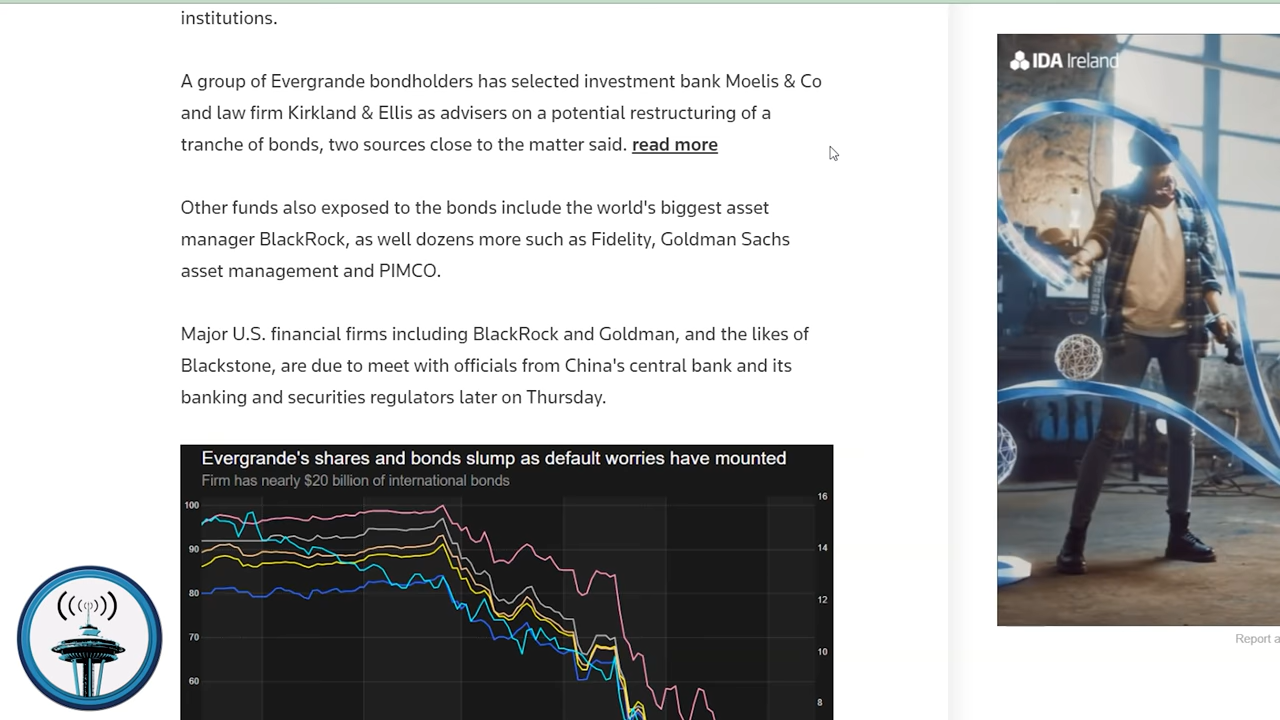 institutions.
A group of Evergrande bondholders has selected investment bank Moelis & Co
and law firm Kirkland & Ellis as advisers on a potential restructuring of a
tranche of bonds, two sources close to the matter said. read more
Other funds also exposed to the bonds include the world's biggest asset
manager BlackRock, as well dozens more such as Fidelity, Goldman Sachs
asset management and PIMCO.
Major U.S. financial firms including BlackRock and Goldman, and the likes of
Blackstone, are due to meet with officials from China's central bank and its
banking and securities regulators later on Thursday.
Evergrande's shares and bonds slump as default worries have mounted
Firm has nearly $20 billion of international bonds
100
90
80
70
60
16
14
12
10
8
IDA Ireland
Report a